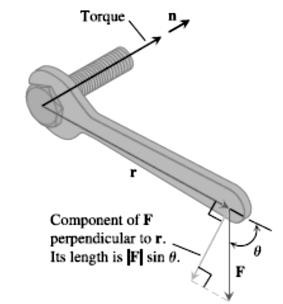 Torque
n
r
Component of F
perpendicular to r.
Its length is |F| sin θ.
θ
F